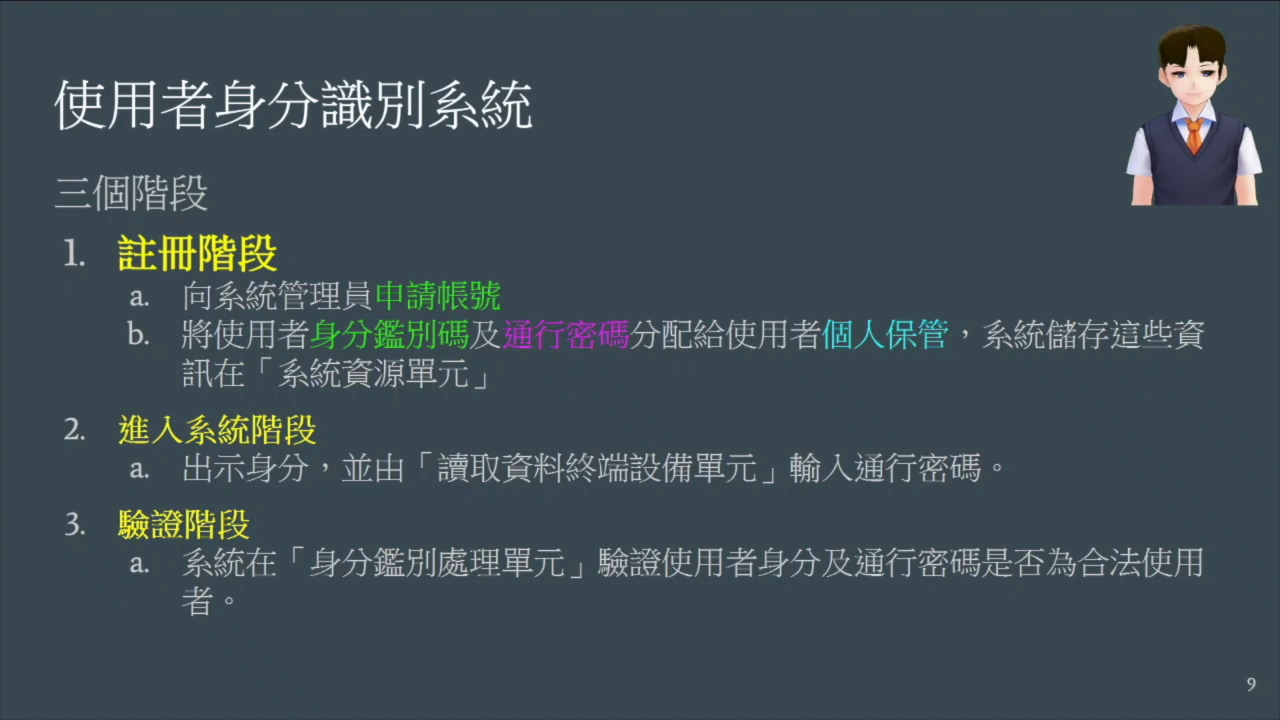 使用者身分識別系統
三個階段
1. 註冊階段
a. 向系統管理員申請帳號
b. 將使用者身分鑑別碼及通行密碼分配給使用者個人保管，系統儲存這些資
訊在「系統資源單元」
2. 進入系統階段
a. 出示身分，並由「讀取資料終端設備單元」輸入通行密碼。
3. 驗證階段
a. 系統在「身分鑑別處理單元」驗證使用者身分及通行密碼是否為合法使用
者。
9